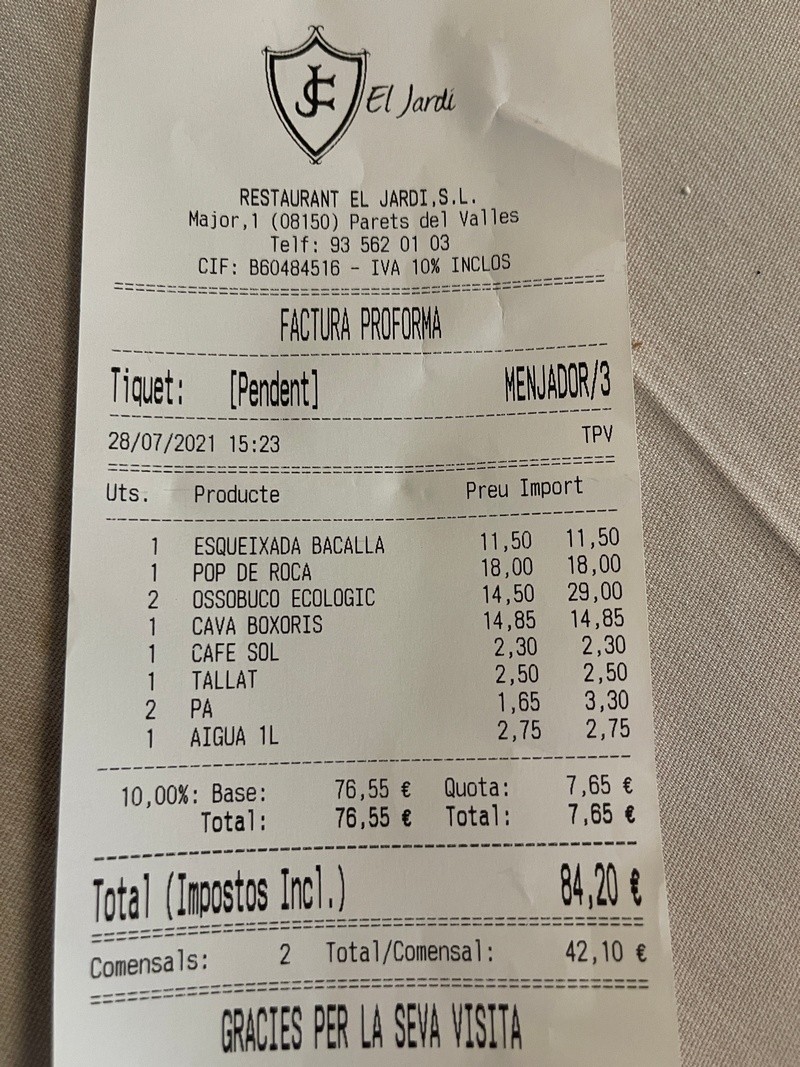 JC El Jardí
RESTAURANT EL JARDI,S.L.
Major,1 (08150) Parets del Valles
Telf: 93 562 01 03
CIF: B60484516 - IVA 10% INCLOS
FACTURA PROFORMA
Tiquet: [Pendent] MENJADOR/3
28/07/2021 15:23 TPV
Uts. Producte Preu Import
1 ESQUEIXADA BACALLA 11,50 11,50
1 POP DE ROCA 18,00 18,00
2 OSSOBUCO ECOLOGIC 14,50 29,00
1 CAVA BOXORIS 14,85 14,85
1 CAFE SOL 2,30 2,30
1 TALLAT 2,50 2,50
2 PA 1,65 3,30
1 AIGUA 1L 2,75 2,75
10,00%: Base: 76,55 € Quota: 7,65 €
Total: 76,55 € Total: 7,65 €
Total (Impostos Incl.) 84,20 €
Comensals: 2 Total/Comensal: 42,10 €
GRACIES PER LA SEVA VISITA